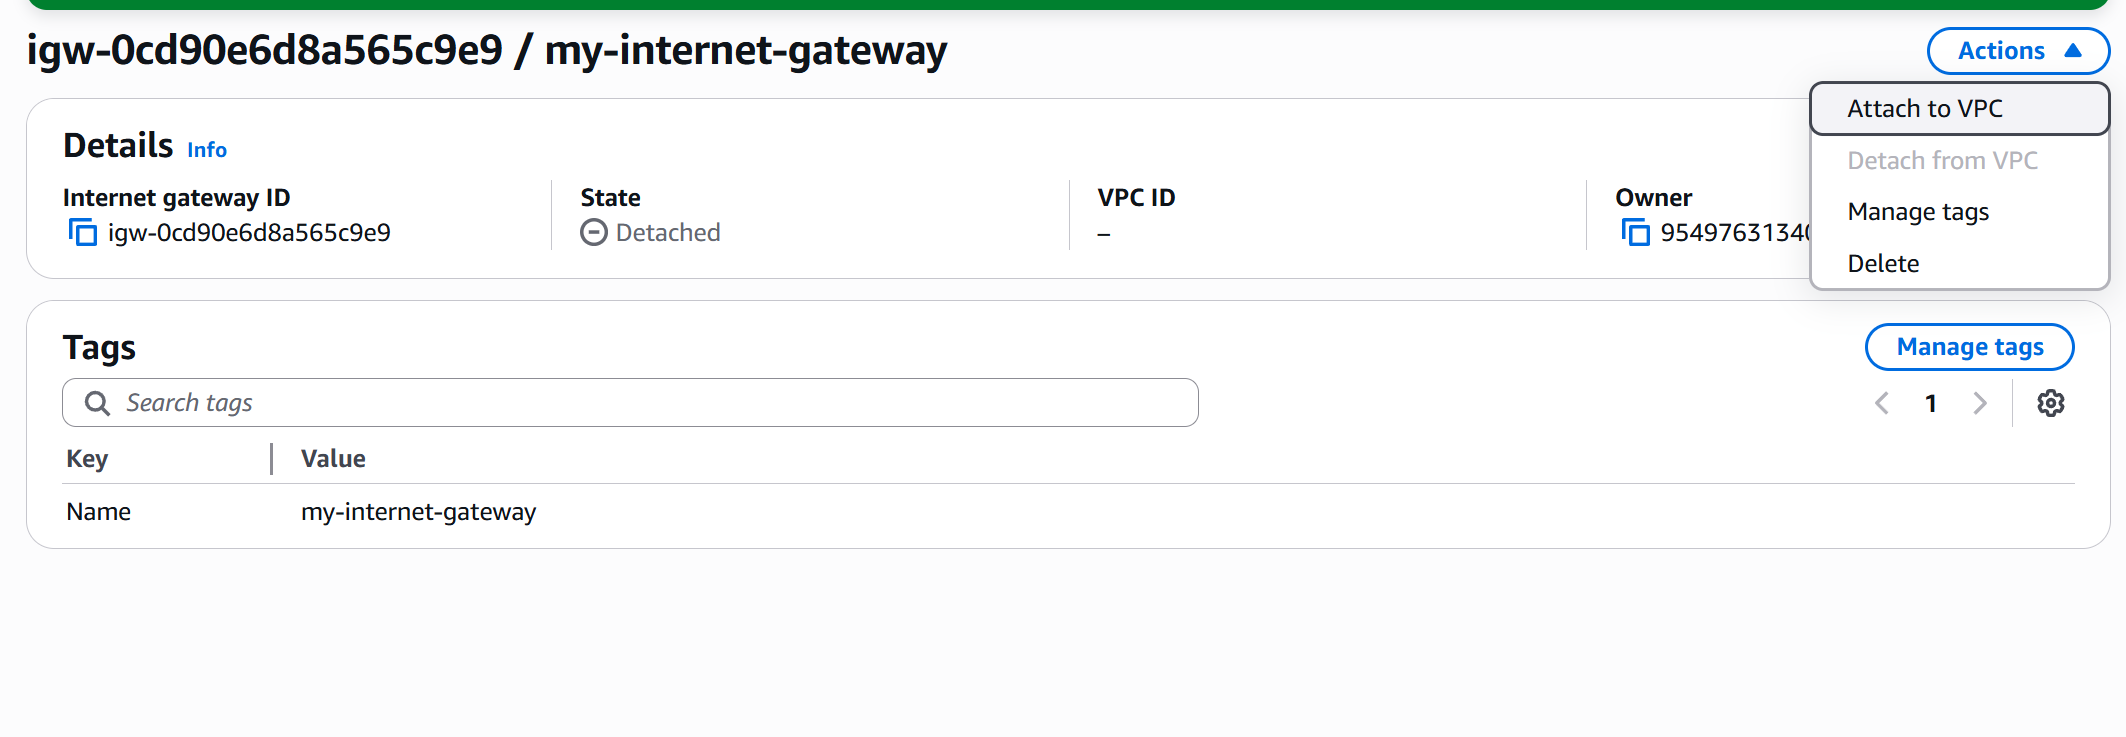 igw-0cd90e6d8a565c9e9 / my-internet-gateway
Actions
Attach to VPC
Detach from VPC
Manage tags
Delete
Details Info
Internet gateway ID
igw-0cd90e6d8a565c9e9
State
Detached
VPC ID
–
Owner
95497631340
Tags
Manage tags
Search tags
1
Key Value
Name my-internet-gateway